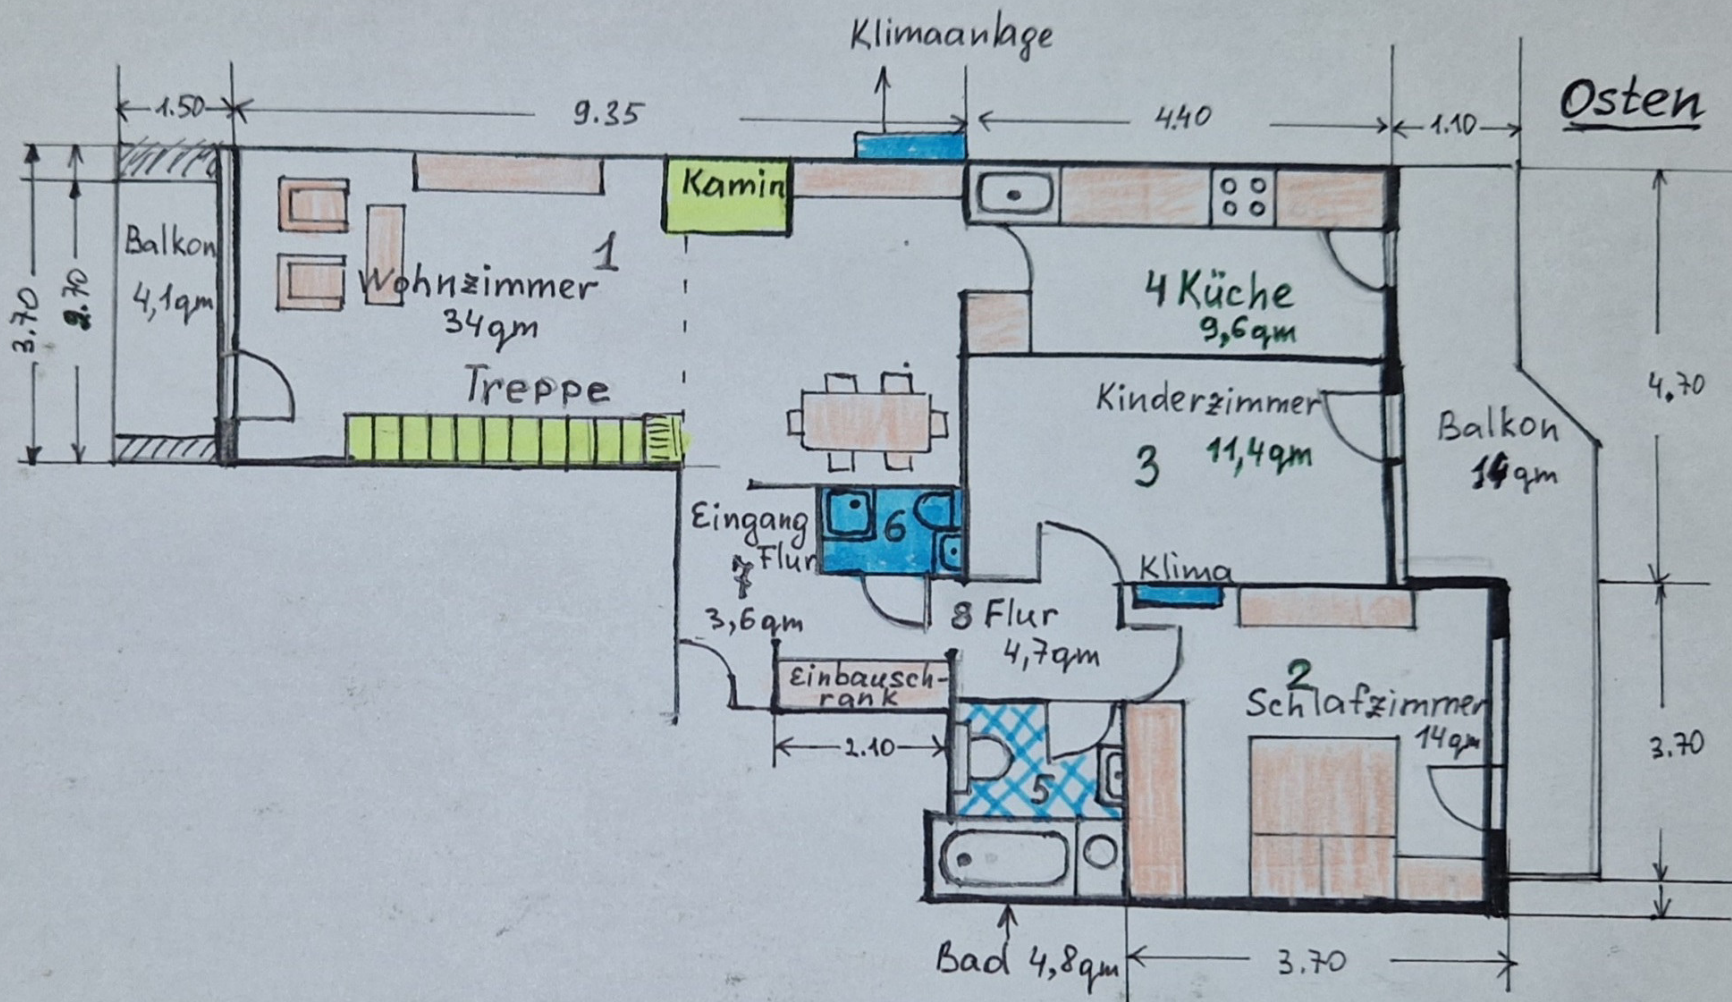 Klimaanlage
1.50
9.35
4.40
1.10
Osten
Kamin
Balkon
4,1qm
3.70
2.70
1
Wohnzimmer
34qm
Treppe
4 Küche
9,6qm
Kinderzimmer
3
11,4qm
Balkon
qm
4.70
Eingang
Flur
7
3,6qm
6
Klima
8 Flur
4,7qm
Einbausch-
rank
2.10
2
Schlafzimmer
14qm
3.70
5
Bad 4,8qm
3.70